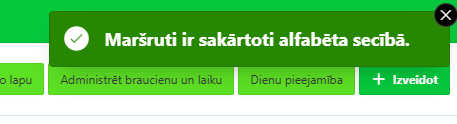 Maršruti ir sakārtoti alfabēta secībā.
o lapu
Administrēt braucienu un laiku
Dienu pieejamība
+ Izveidot